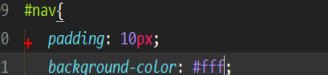 9 #nav{
0 padding: 10px;
1 background-color: #fff;